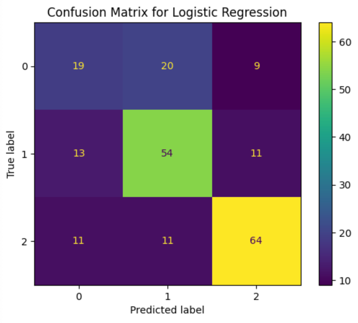 Confusion Matrix for Logistic Regression
0 19 20 9
1 13 54 11
2 11 11 64
0 1 2
True label
Predicted label
60
50
40
30
20
10